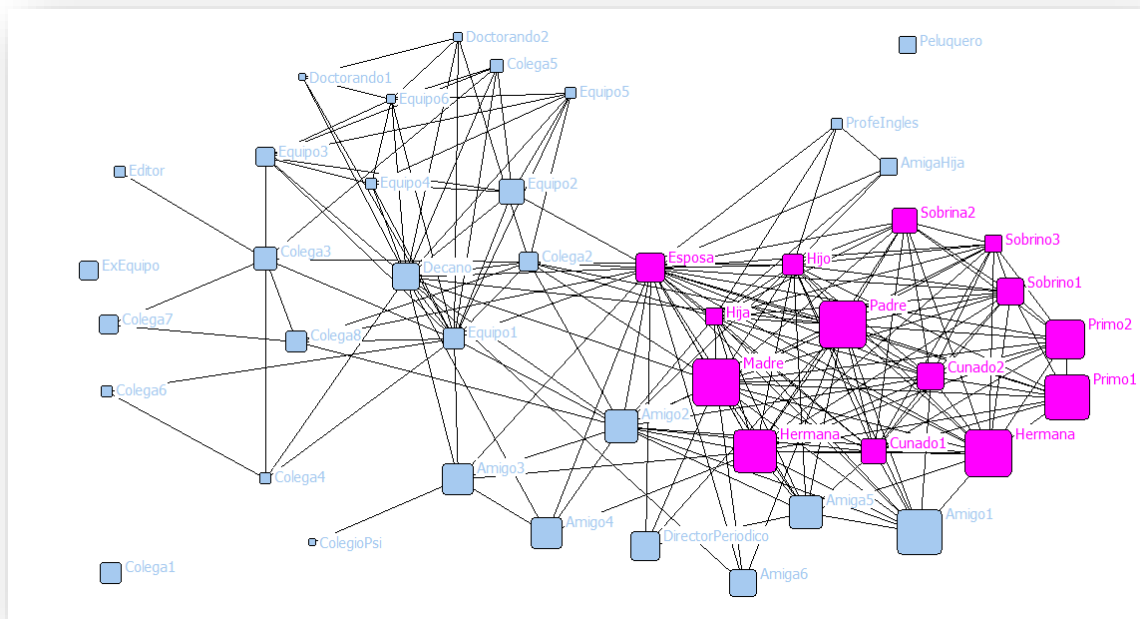 Doctorando2
Peluquero
Colega5
Doctorando1
Equipo5
Equipo6
ProfeIngles
Equipo3
AmigaHija
Editor
Equipo4
Equipo2
Sobrina2
Sobrino3
Colega3
Colega2
Esposa
Hijo
ExEquipo
Decano
Sobrino1
Padre
Hija
Colega7
Primo2
Colega8
Equipo1
Madre
Cunado2
Primo1
Colega6
Amigo2
Hermana
Hermana
Cunado1
Amigo3
Colega4
Amiga5
Amigo1
Amigo4
DirectorPeriodico
ColegioPsi
Colega1
Amiga6